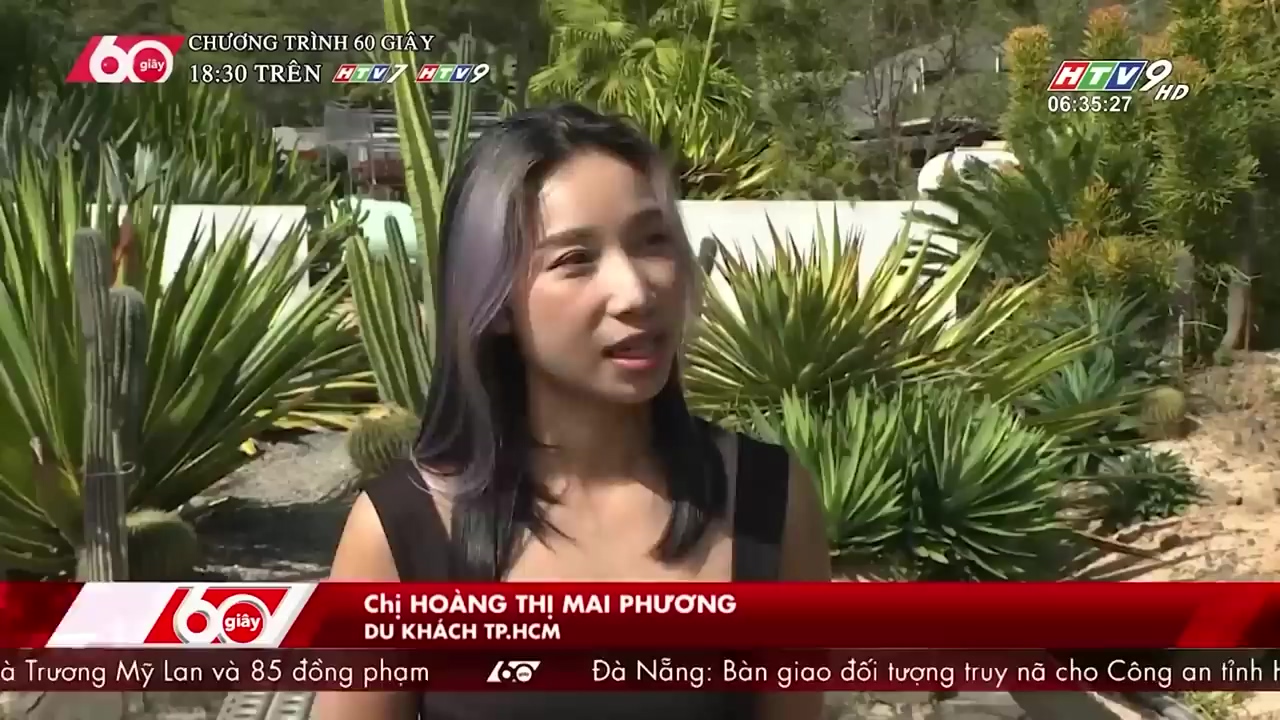 60 giây
CHƯƠNG TRÌNH 60 GIÂY
18:30 TRÊN HTV7 HTV9
HTV9 HD
06:35:27
60 giây
Chị HOÀNG THỊ MAI PHƯƠNG
DU KHÁCH TP.HCM
à Trương Mỹ Lan và 85 đồng phạm 60 Đà Nẵng: Bàn giao đối tượng truy nã cho Công an tỉnh